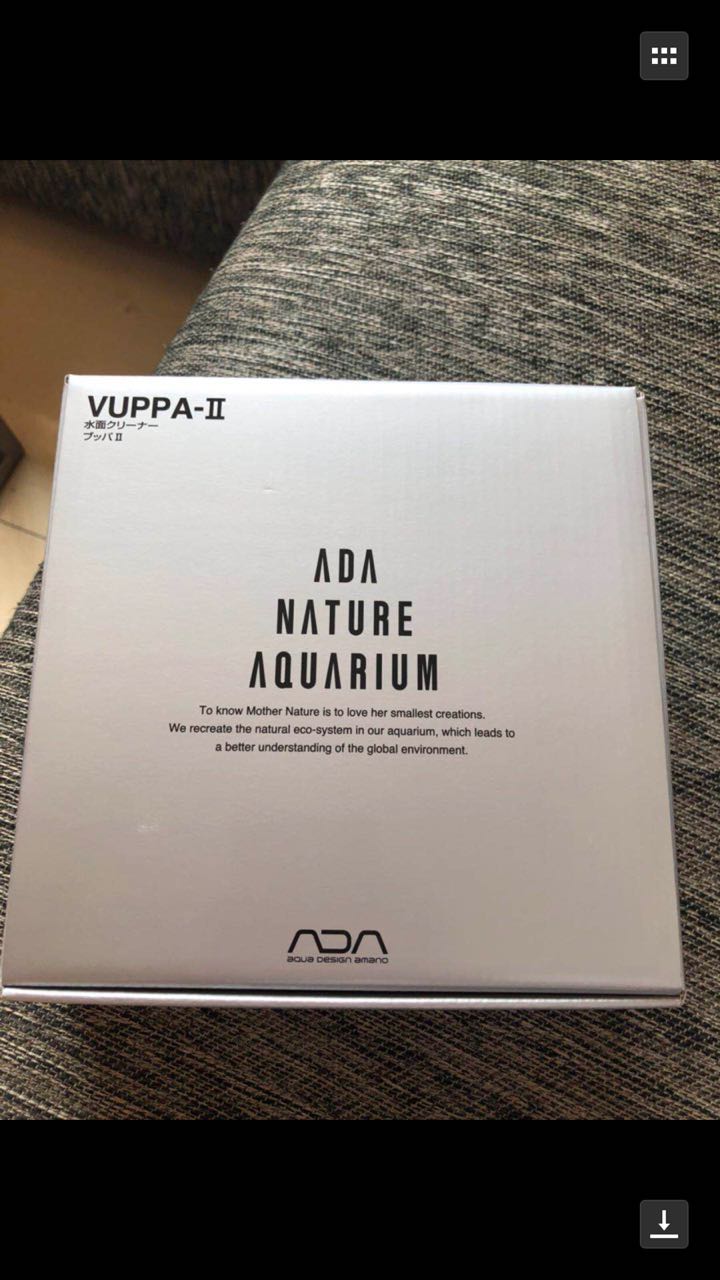 VUPPA-Ⅱ
水面クリーナー
ブッパⅡ
ADA
NATURE
AQUARIUM
To know Mother Nature is to love her smallest creations.
We recreate the natural eco-system in our aquarium, which leads to
a better understanding of the global environment.
ADA
aqua Design amano